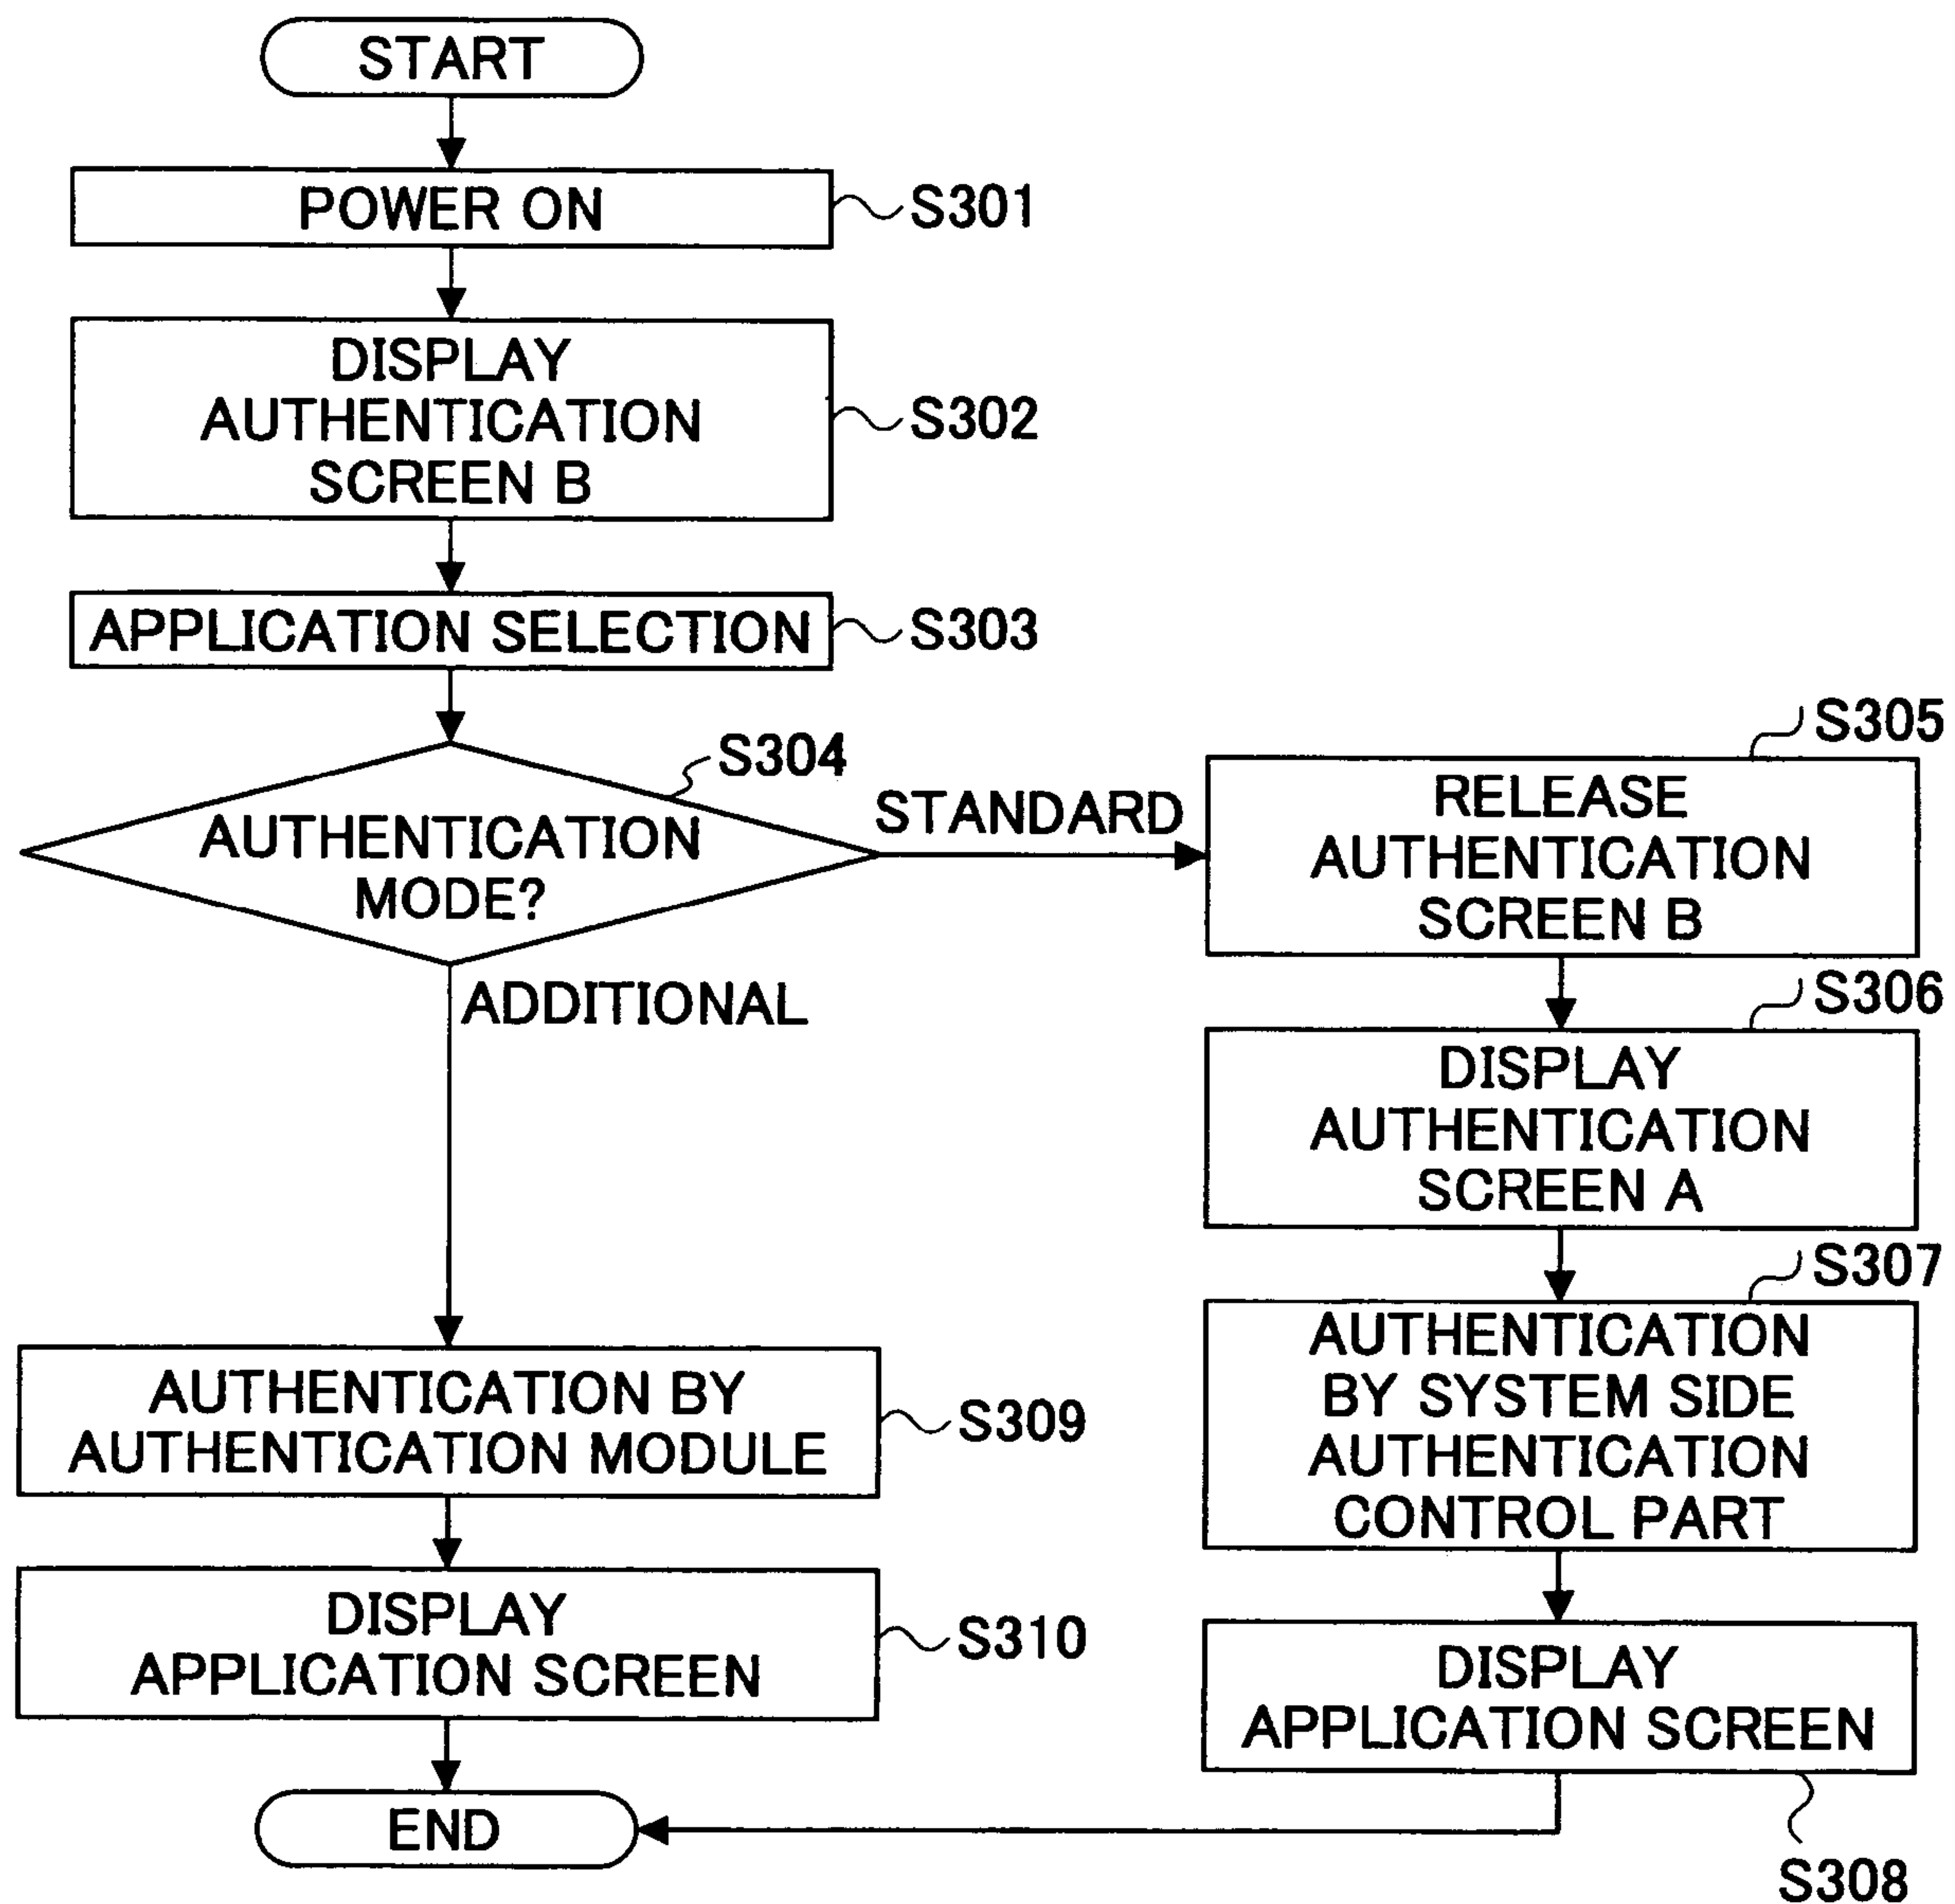 START
POWER ON
S301
DISPLAY
AUTHENTICATION
SCREEN B
S302
APPLICATION SELECTION
S303
S304
AUTHENTICATION
MODE?
STANDARD
ADDITIONAL
S305
RELEASE
AUTHENTICATION
SCREEN B
S306
DISPLAY
AUTHENTICATION
SCREEN A
S307
AUTHENTICATION
BY SYSTEM SIDE
AUTHENTICATION
CONTROL PART
DISPLAY
APPLICATION SCREEN
S308
AUTHENTICATION BY
AUTHENTICATION MODULE
S309
DISPLAY
APPLICATION SCREEN
S310
END